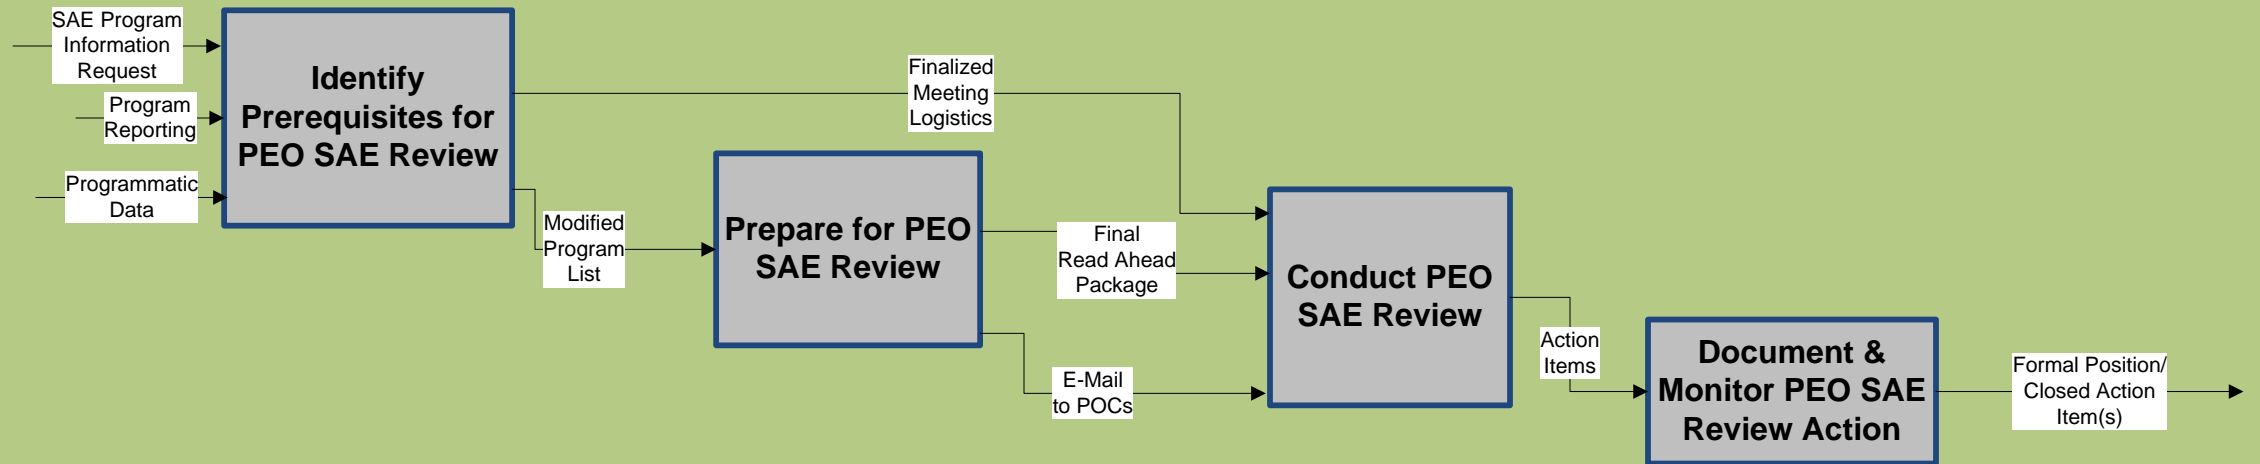 SAE Program
Information
Request
Program
Reporting
Programmatic
Data
Identify
Prerequisites for
PEO SAE Review
Finalized
Meeting
Logistics
Modified
Program
List
Prepare for PEO
SAE Review
Final
Read Ahead
Package
E-Mail
to POCs
Conduct PEO
SAE Review
Action
Items
Document &
Monitor PEO SAE
Review Action
Formal Position/
Closed Action
Item(s)